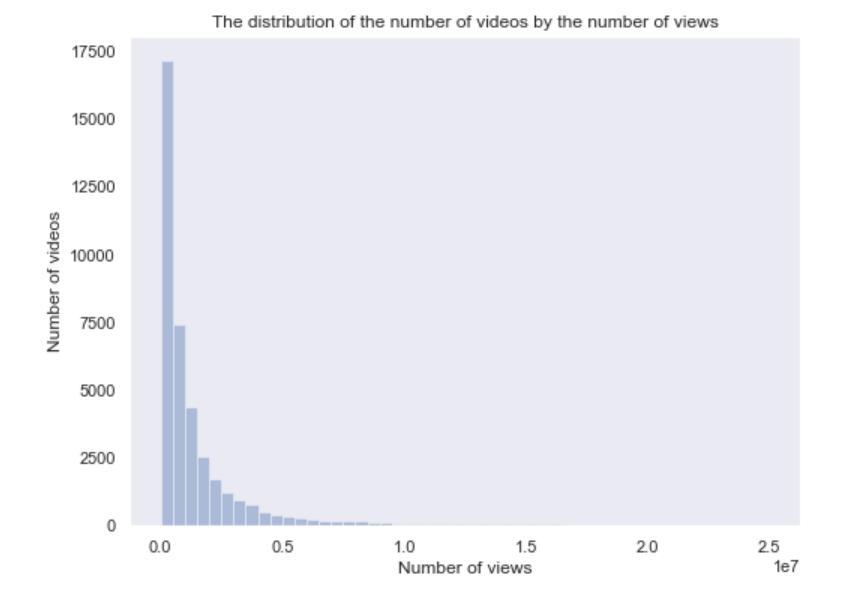 The distribution of the number of videos by the number of views
17500
15000
12500
10000
7500
5000
2500
0
Number of videos
0.0 0.5 1.0 1.5 2.0 2.5
1e7
Number of views